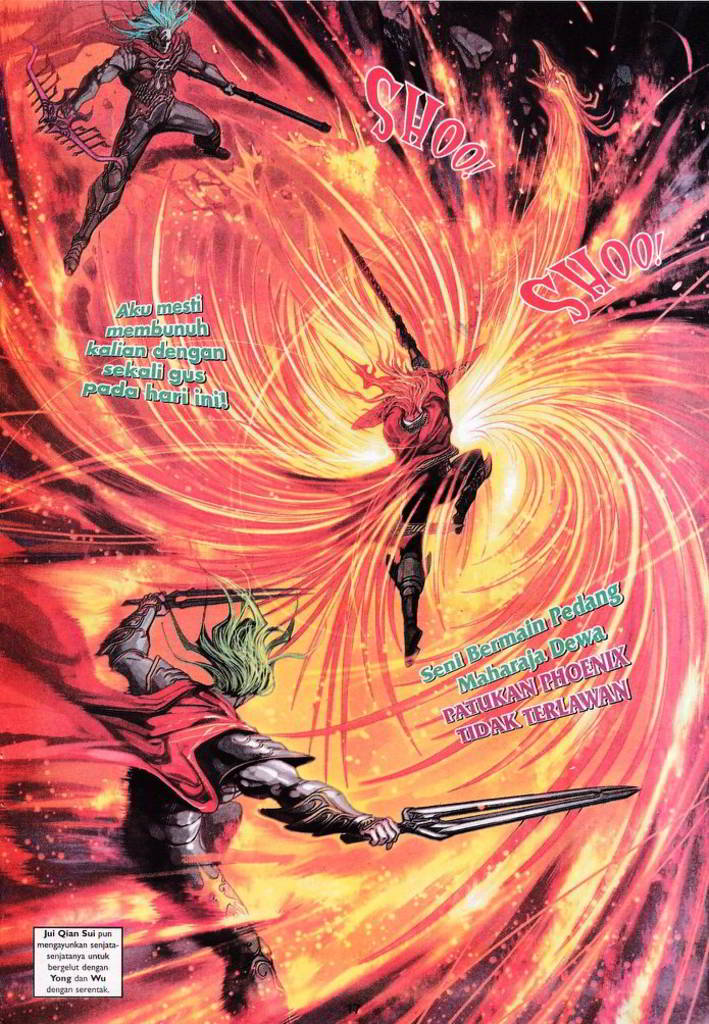 SHOO!
SHOO!
Aku mesti
membunuh
kalian dengan
sekali gus
pada hari ini!
Seni Bermain Pedang
Maharaja Dewa
PATUKAN PHOENIX
TIDAK TERLAWAN
Jui Qian Sui pun
mengayunkan senjata-
senjatanya untuk
bergelut dengan
Yong dan Wu
dengan serentak.